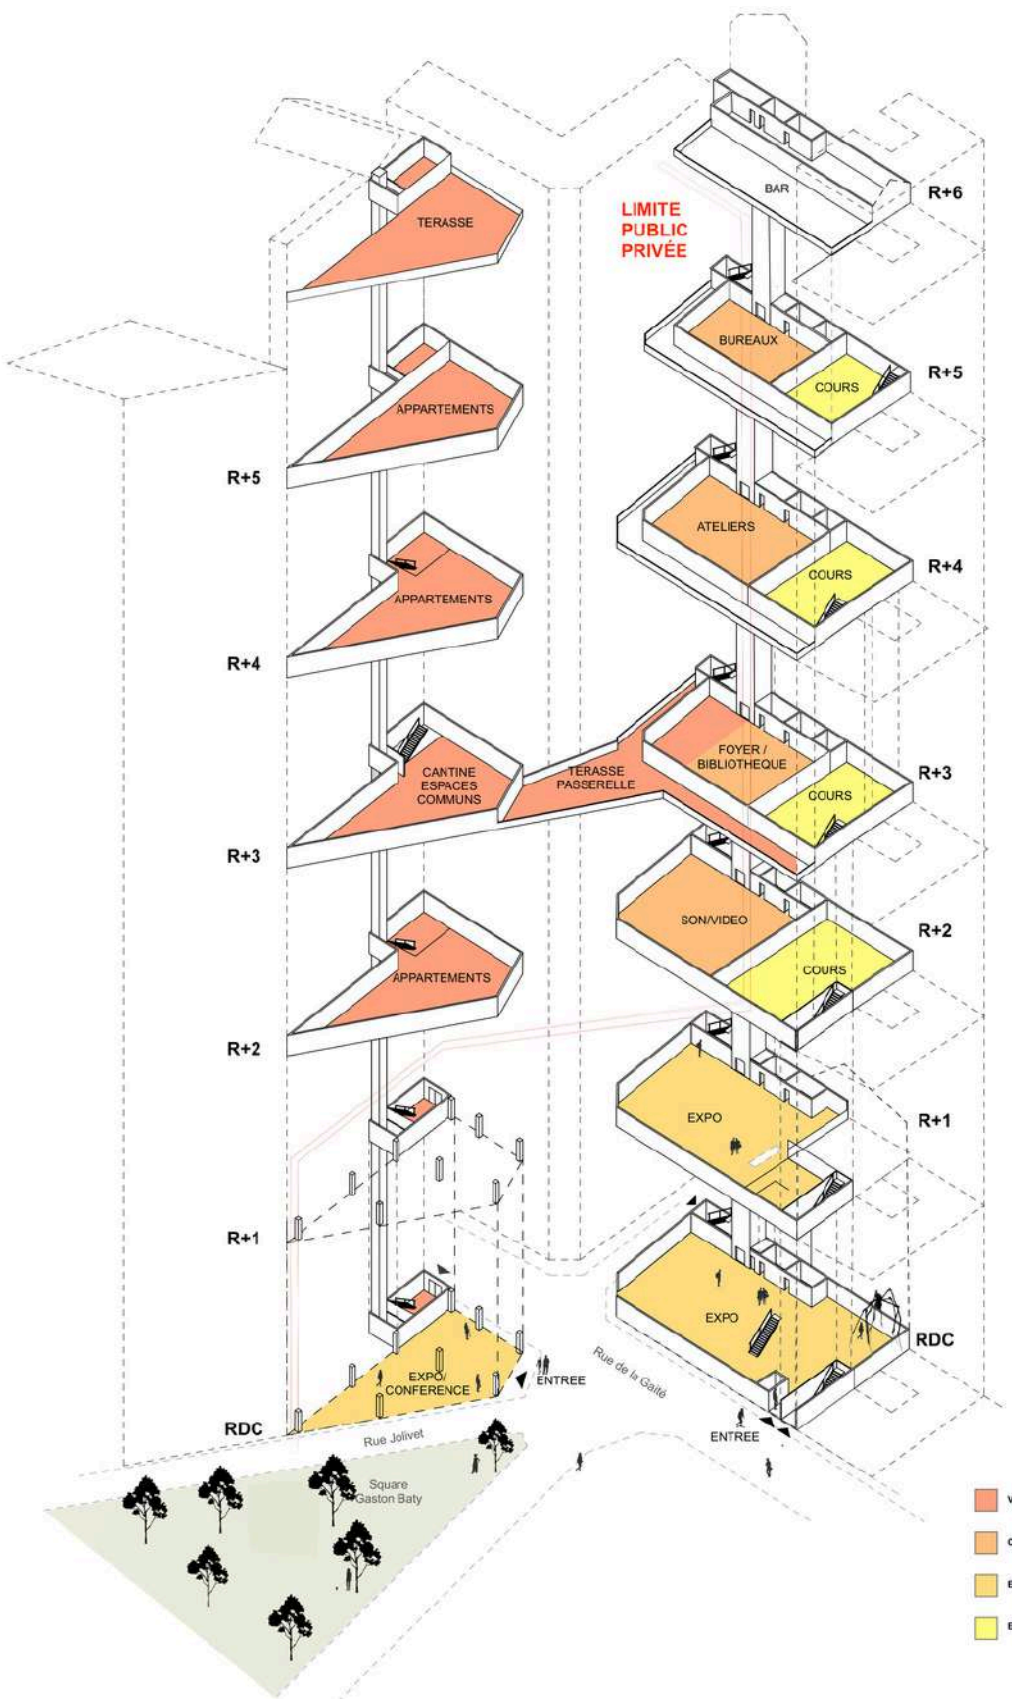 BAR
R+6
LIMITE
PUBLIC
PRIVÉE
TERASSE
BUREAUX
COURS
R+5
APPARTEMENTS
R+5
ATELIERS
COURS
R+4
APPARTEMENTS
R+4
FOYER /
BIBLIOTHEQUE
COURS
R+3
CANTINE
ESPACES
COMMUNS
TERASSE
PASSERELLE
R+3
SON/VIDEO
COURS
R+2
APPARTEMENTS
R+2
EXPO
R+1
R+1
EXPO
RDC
EXPO/
CONFERENCE
ENTREE
Rue de la Gaité
RDC
Rue Jolivet
ENTREE
Square
Gaston Baty
V
E
E